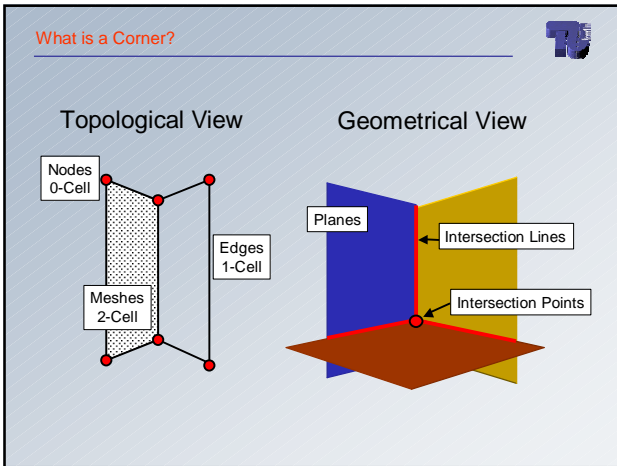 What is a Corner?
Topological View
Geometrical View
Nodes
0-Cell
Edges
1-Cell
Meshes
2-Cell
Planes
Intersection Lines
Intersection Points